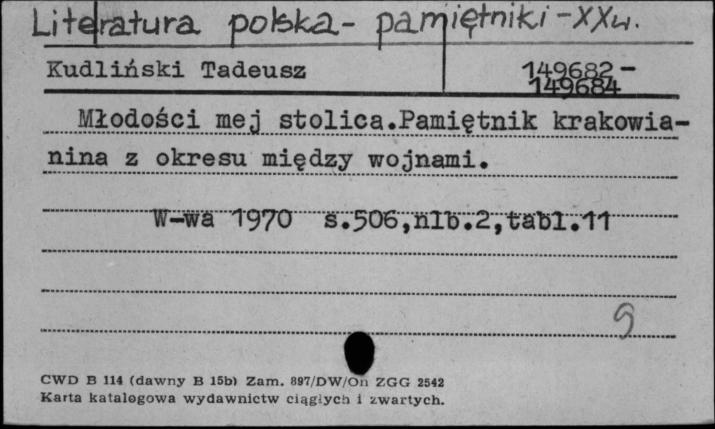 Literatura polska - pamiętniki - XX w.
Kudliński Tadeusz 149682-
149684
Młodości mej stolica.Pamiętnik krakowia-
nina z okresu między wojnami.
W-wa 1970 s.506,nlb.2,tabl.11
g
CWD B 114 (dawny B 15b) Zam. 897/DW/On ZGG 2542
Karta katalogowa wydawnictw ciągłych i zwartych.